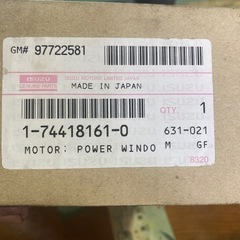 GM# 97722581
ISUZU
GENUINE PARTS
ISUZU MOTORS LIMITED JAPAN
MADE IN JAPAN
QTY. 1
1-74418161-0 631-021
MOTOR: POWER WINDO M GF
8320